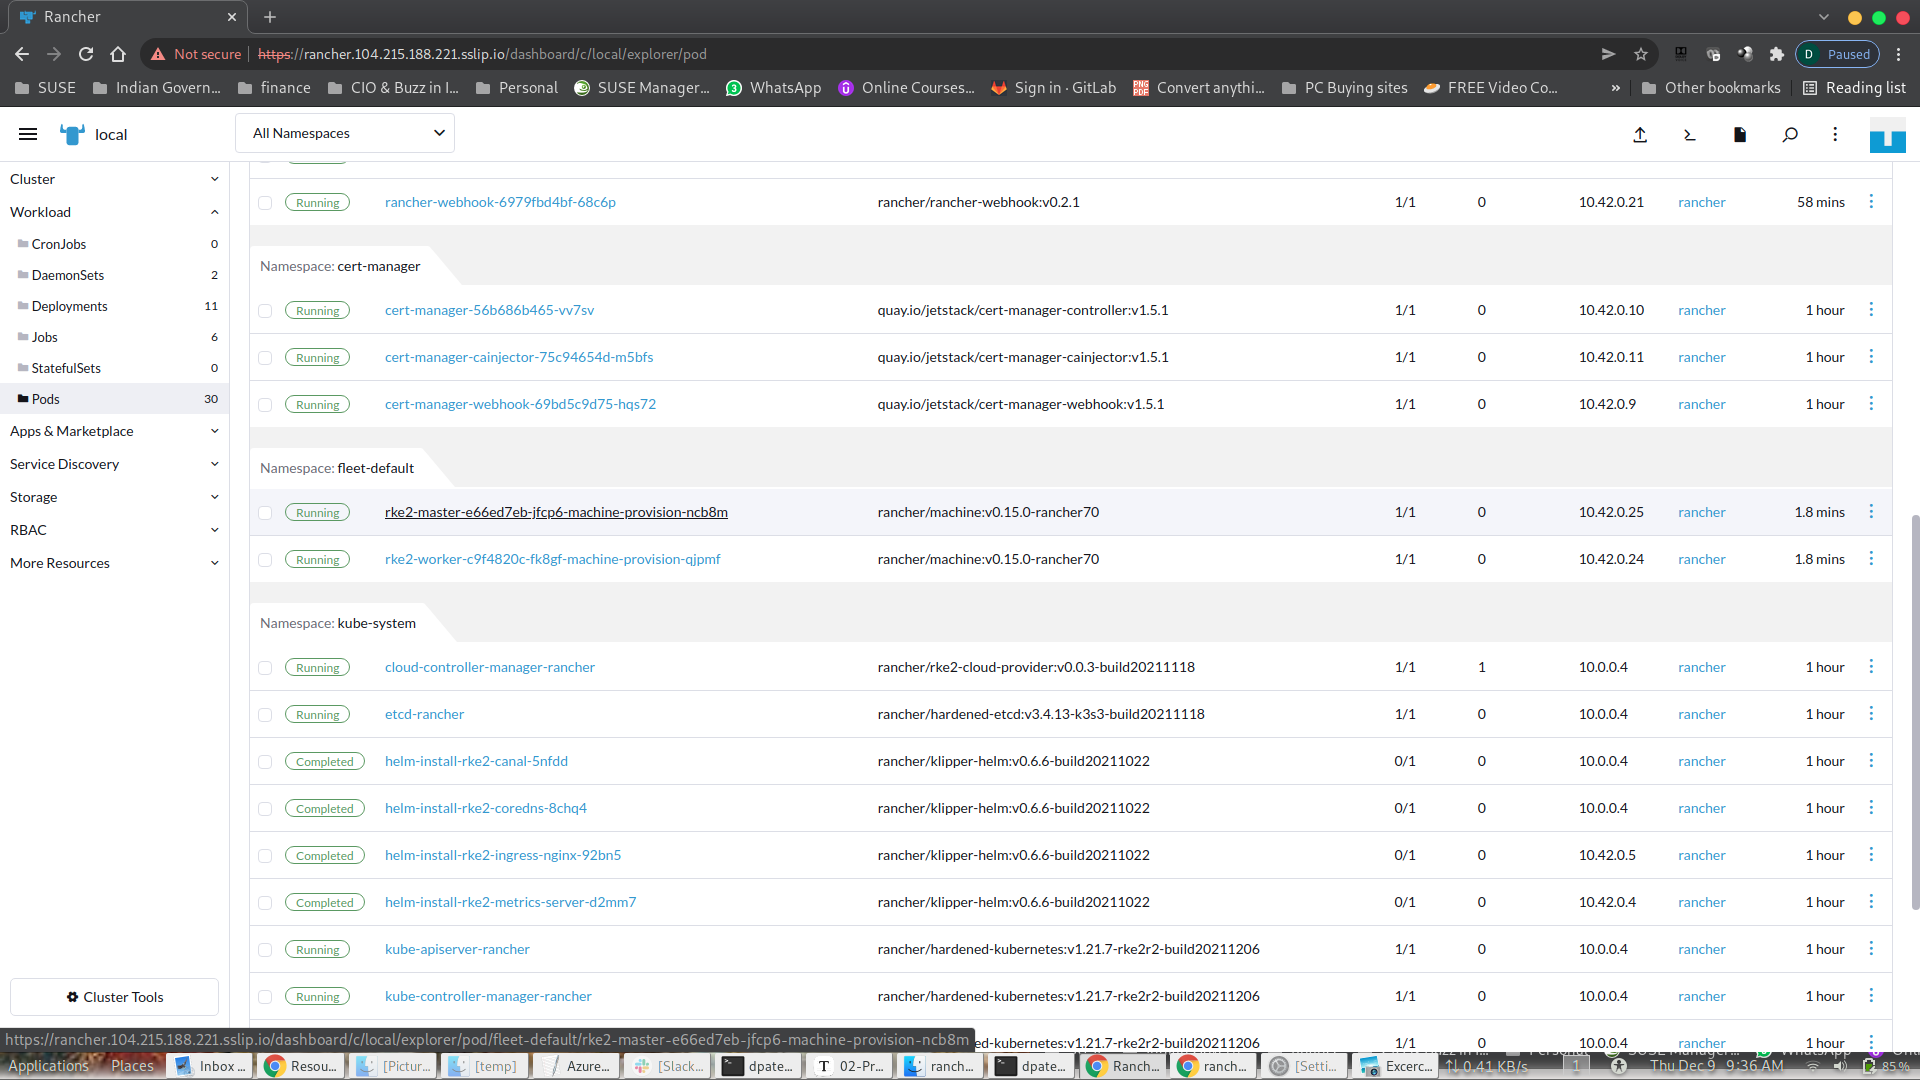 Rancher
Not secure https://rancher.104.215.188.221.sslip.io/dashboard/c/local/explorer/pod
D Paused
SUSE Indian Govern... finance CIO & Buzz in I... Personal SUSE Manager... WhatsApp Online Courses... Sign in · GitLab Convert anythi... PC Buying sites FREE Video Co... » Other bookmarks Reading list
local All Namespaces
Cluster
Workload
CronJobs 0
DaemonSets 2
Deployments 11
Jobs 6
StatefulSets 0
Pods 30
Apps & Marketplace
Service Discovery
Storage
RBAC
More Resources
Cluster Tools
Running rancher-webhook-6979fbd4bf-68c6p rancher/rancher-webhook:v0.2.1 1/1 0 10.42.0.21 rancher 58 mins
Namespace: cert-manager
Running cert-manager-56b686b465-vv7sv quay.io/jetstack/cert-manager-controller:v1.5.1 1/1 0 10.42.0.10 rancher 1 hour
Running cert-manager-cainjector-75c94654d-m5bfs quay.io/jetstack/cert-manager-cainjector:v1.5.1 1/1 0 10.42.0.11 rancher 1 hour
Running cert-manager-webhook-69bd5c9d75-hqs72 quay.io/jetstack/cert-manager-webhook:v1.5.1 1/1 0 10.42.0.9 rancher 1 hour
Namespace: fleet-default
Running rke2-master-e66ed7eb-jfcp6-machine-provision-ncb8m rancher/machine:v0.15.0-rancher70 1/1 0 10.42.0.25 rancher 1.8 mins
Running rke2-worker-c9f4820c-fk8gf-machine-provision-qjpmf rancher/machine:v0.15.0-rancher70 1/1 0 10.42.0.24 rancher 1.8 mins
Namespace: kube-system
Running cloud-controller-manager-rancher rancher/rke2-cloud-provider:v0.0.3-build20211118 1/1 1 10.0.0.4 rancher 1 hour
Running etcd-rancher rancher/hardened-etcd:v3.4.13-k3s3-build20211118 1/1 0 10.0.0.4 rancher 1 hour
Completed helm-install-rke2-canal-5nfdd rancher/klipper-helm:v0.6.6-build20211022 0/1 0 10.0.0.4 rancher 1 hour
Completed helm-install-rke2-coredns-8chq4 rancher/klipper-helm:v0.6.6-build20211022 0/1 0 10.0.0.4 rancher 1 hour
Completed helm-install-rke2-ingress-nginx-92bn5 rancher/klipper-helm:v0.6.6-build20211022 0/1 0 10.42.0.5 rancher 1 hour
Completed helm-install-rke2-metrics-server-d2mm7 rancher/klipper-helm:v0.6.6-build20211022 0/1 0 10.42.0.4 rancher 1 hour
Running kube-apiserver-rancher rancher/hardened-kubernetes:v1.21.7-rke2r2-build20211206 1/1 0 10.0.0.4 rancher 1 hour
Running kube-controller-manager-rancher rancher/hardened-kubernetes:v1.21.7-rke2r2-build20211206 1/1 0 10.0.0.4 rancher 1 hour
ed-kubernetes:v1.21.7-rke2r2-build20211206 1/1 0 10.0.0.4 rancher 1 hour
https://rancher.104.215.188.221.sslip.io/dashboard/c/local/explorer/pod/fleet-default/rke2-master-e66ed7eb-jfcp6-machine-provision-ncb8m
Applications Places Inbox ... Resou... [Pictur... [temp] Azure... [Slack... dpate... 02-Pr... ranch... dpate... Ranch... ranch... [Setti... Excerc... 0.41 KB/s 1 Thu Dec 9 9:36 AM 85 %